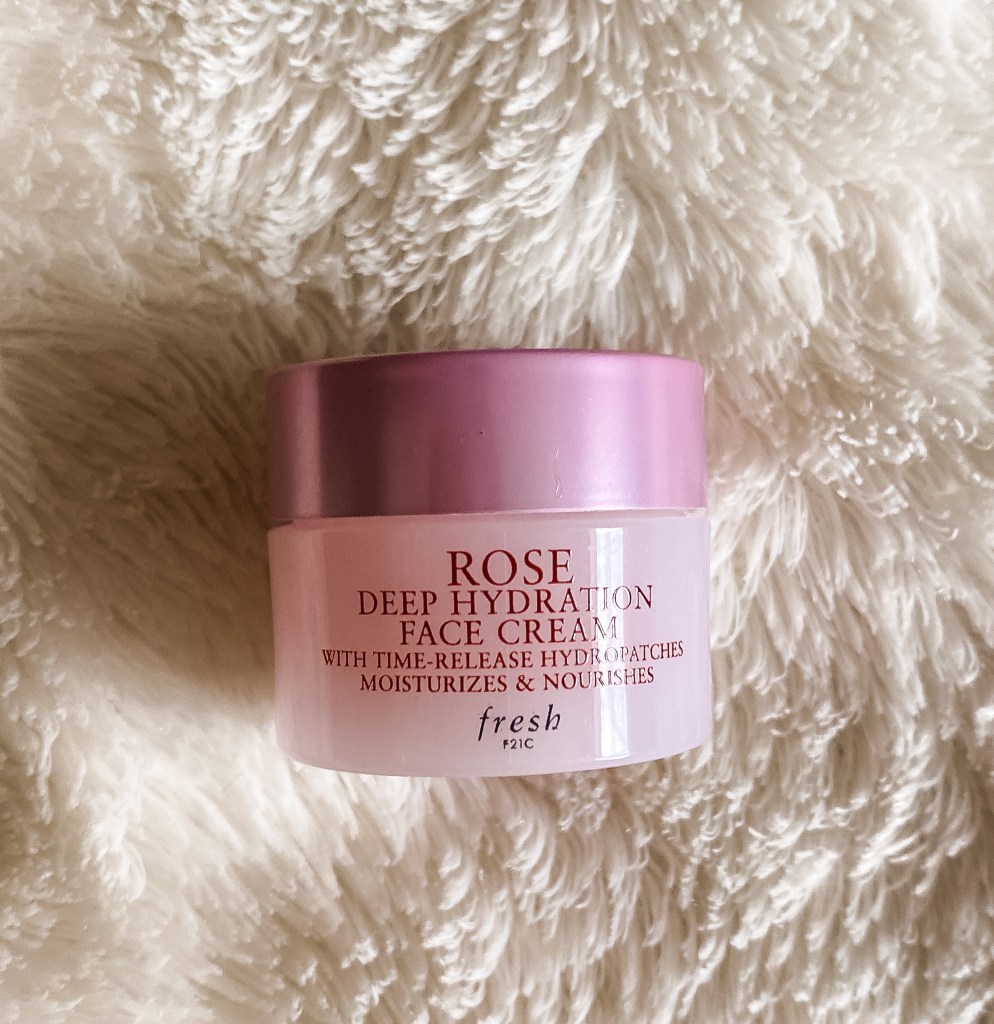 ROSE
DEEP HYDRATION
FACE CREAM
WITH TIME-RELEASE HYDROPATCHES
MOISTURIZES & NOURISHES
fresh
F21C